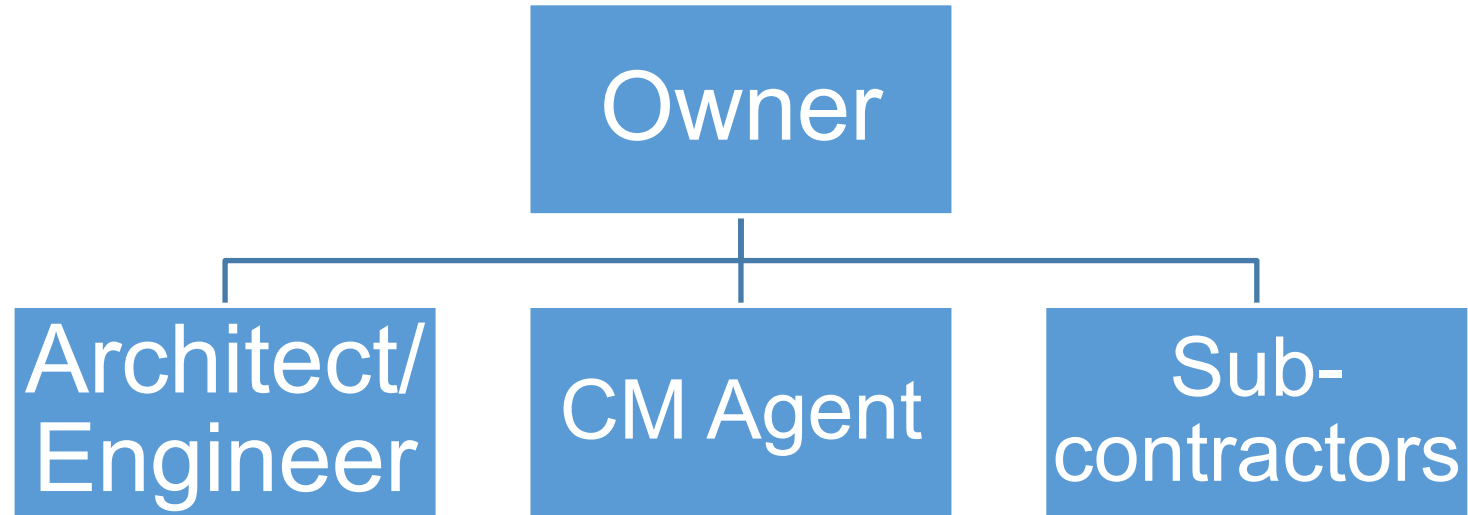 Owner
Architect/
Engineer
CM Agent
Sub-
contractors